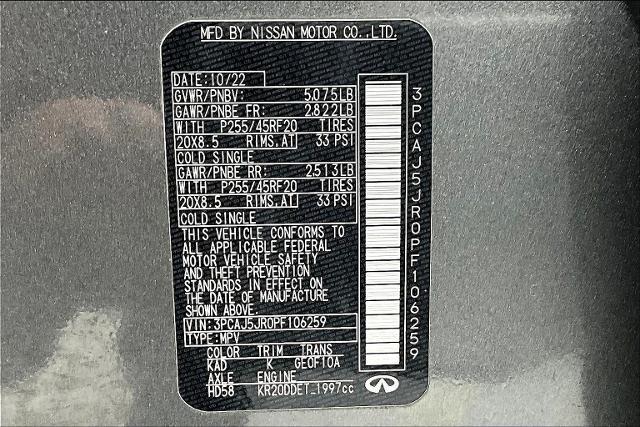 MFD BY NISSAN MOTOR CO.,LTD.
DATE:10/22
GVWR/PNBV: 5,075LB
GAWR/PNBE FR: 2,822LB
WITH P255/45RF20 TIRES
20X8.5 RIMS,AT 33 PSI
COLD SINGLE
GAWR/PNBE RR: 2,513LB
WITH P255/45RF20 TIRES
20X8.5 RIMS,AT 33 PSI
COLD SINGLE
THIS VEHICLE CONFORMS TO
ALL APPLICABLE FEDERAL
MOTOR VEHICLE SAFETY
AND THEFT PREVENTION
STANDARDS IN EFFECT ON
THE DATE OF MANUFACTURE
SHOWN ABOVE.
VIN:3PCAJ5JR0PF106259
TYPE:MPV
COLOR TRIM TRANS
KAD K GE0F10A
AXLE ENGINE
HD58 KR20DDET_1997cc
3PCAJ5JR0PF106259